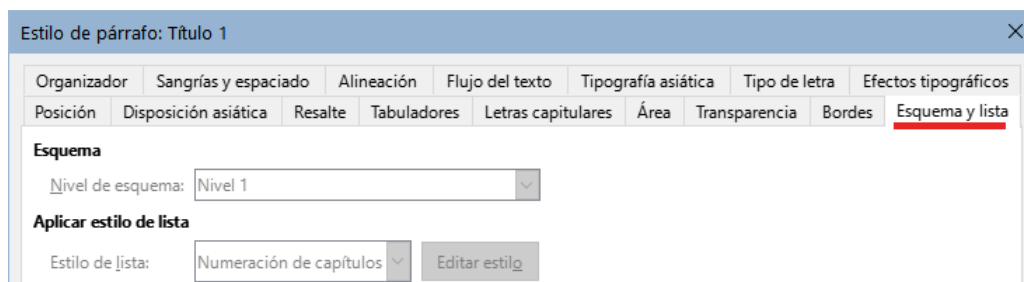 Estilo de párrafo: Título 1
Organizador Sangrías y espaciado Alineación Flujo del texto Tipografía asiática Tipo de letra Efectos tipográficos
Posición Disposición asiática Resalte Tabuladores Letras capitulares Área Transparencia Bordes Esquema y lista
Esquema
Nivel de esquema: Nivel 1
Aplicar estilo de lista
Estilo de lista: Numeración de capítulos Editar estilo